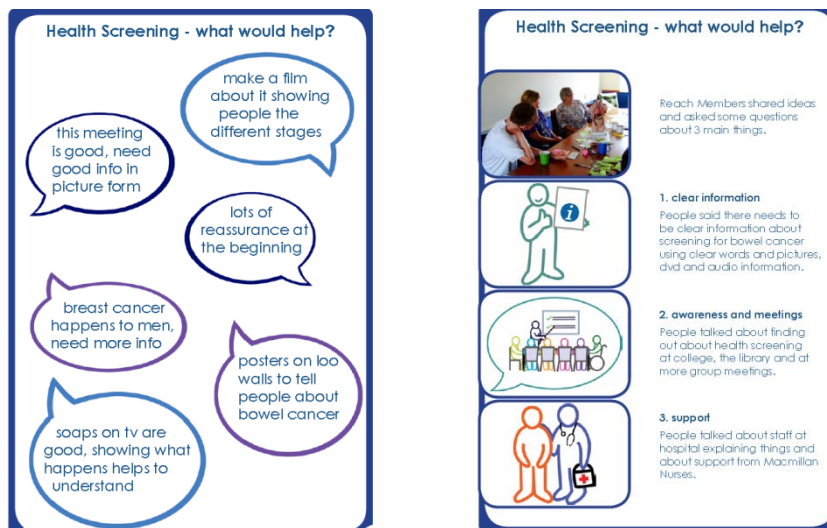 Health Screening - what would help?
make a film
about it showing
people the
different stages
this meeting
is good, need
good info in
picture form
lots of
reassurance at
the beginning
breast cancer
happens to men,
need more info
posters on loo
walls to tell
people about
bowel cancer
soaps on tv are
good, showing what
happens helps to
understand
Health Screening - what would help?
Reach Members shared ideas
and asked some questions
about 3 main things.
i
1. clear information
People said there needs to
be clear information about
screening for bowel cancer
using clear words and pictures,
dvd and audio information.
2. awareness and meetings
People talked about finding
out about health screening
at college, the library and at
more group meetings.
3. support
People talked about staff at
hospital explaining things and
about support from Macmillan
Nurses.